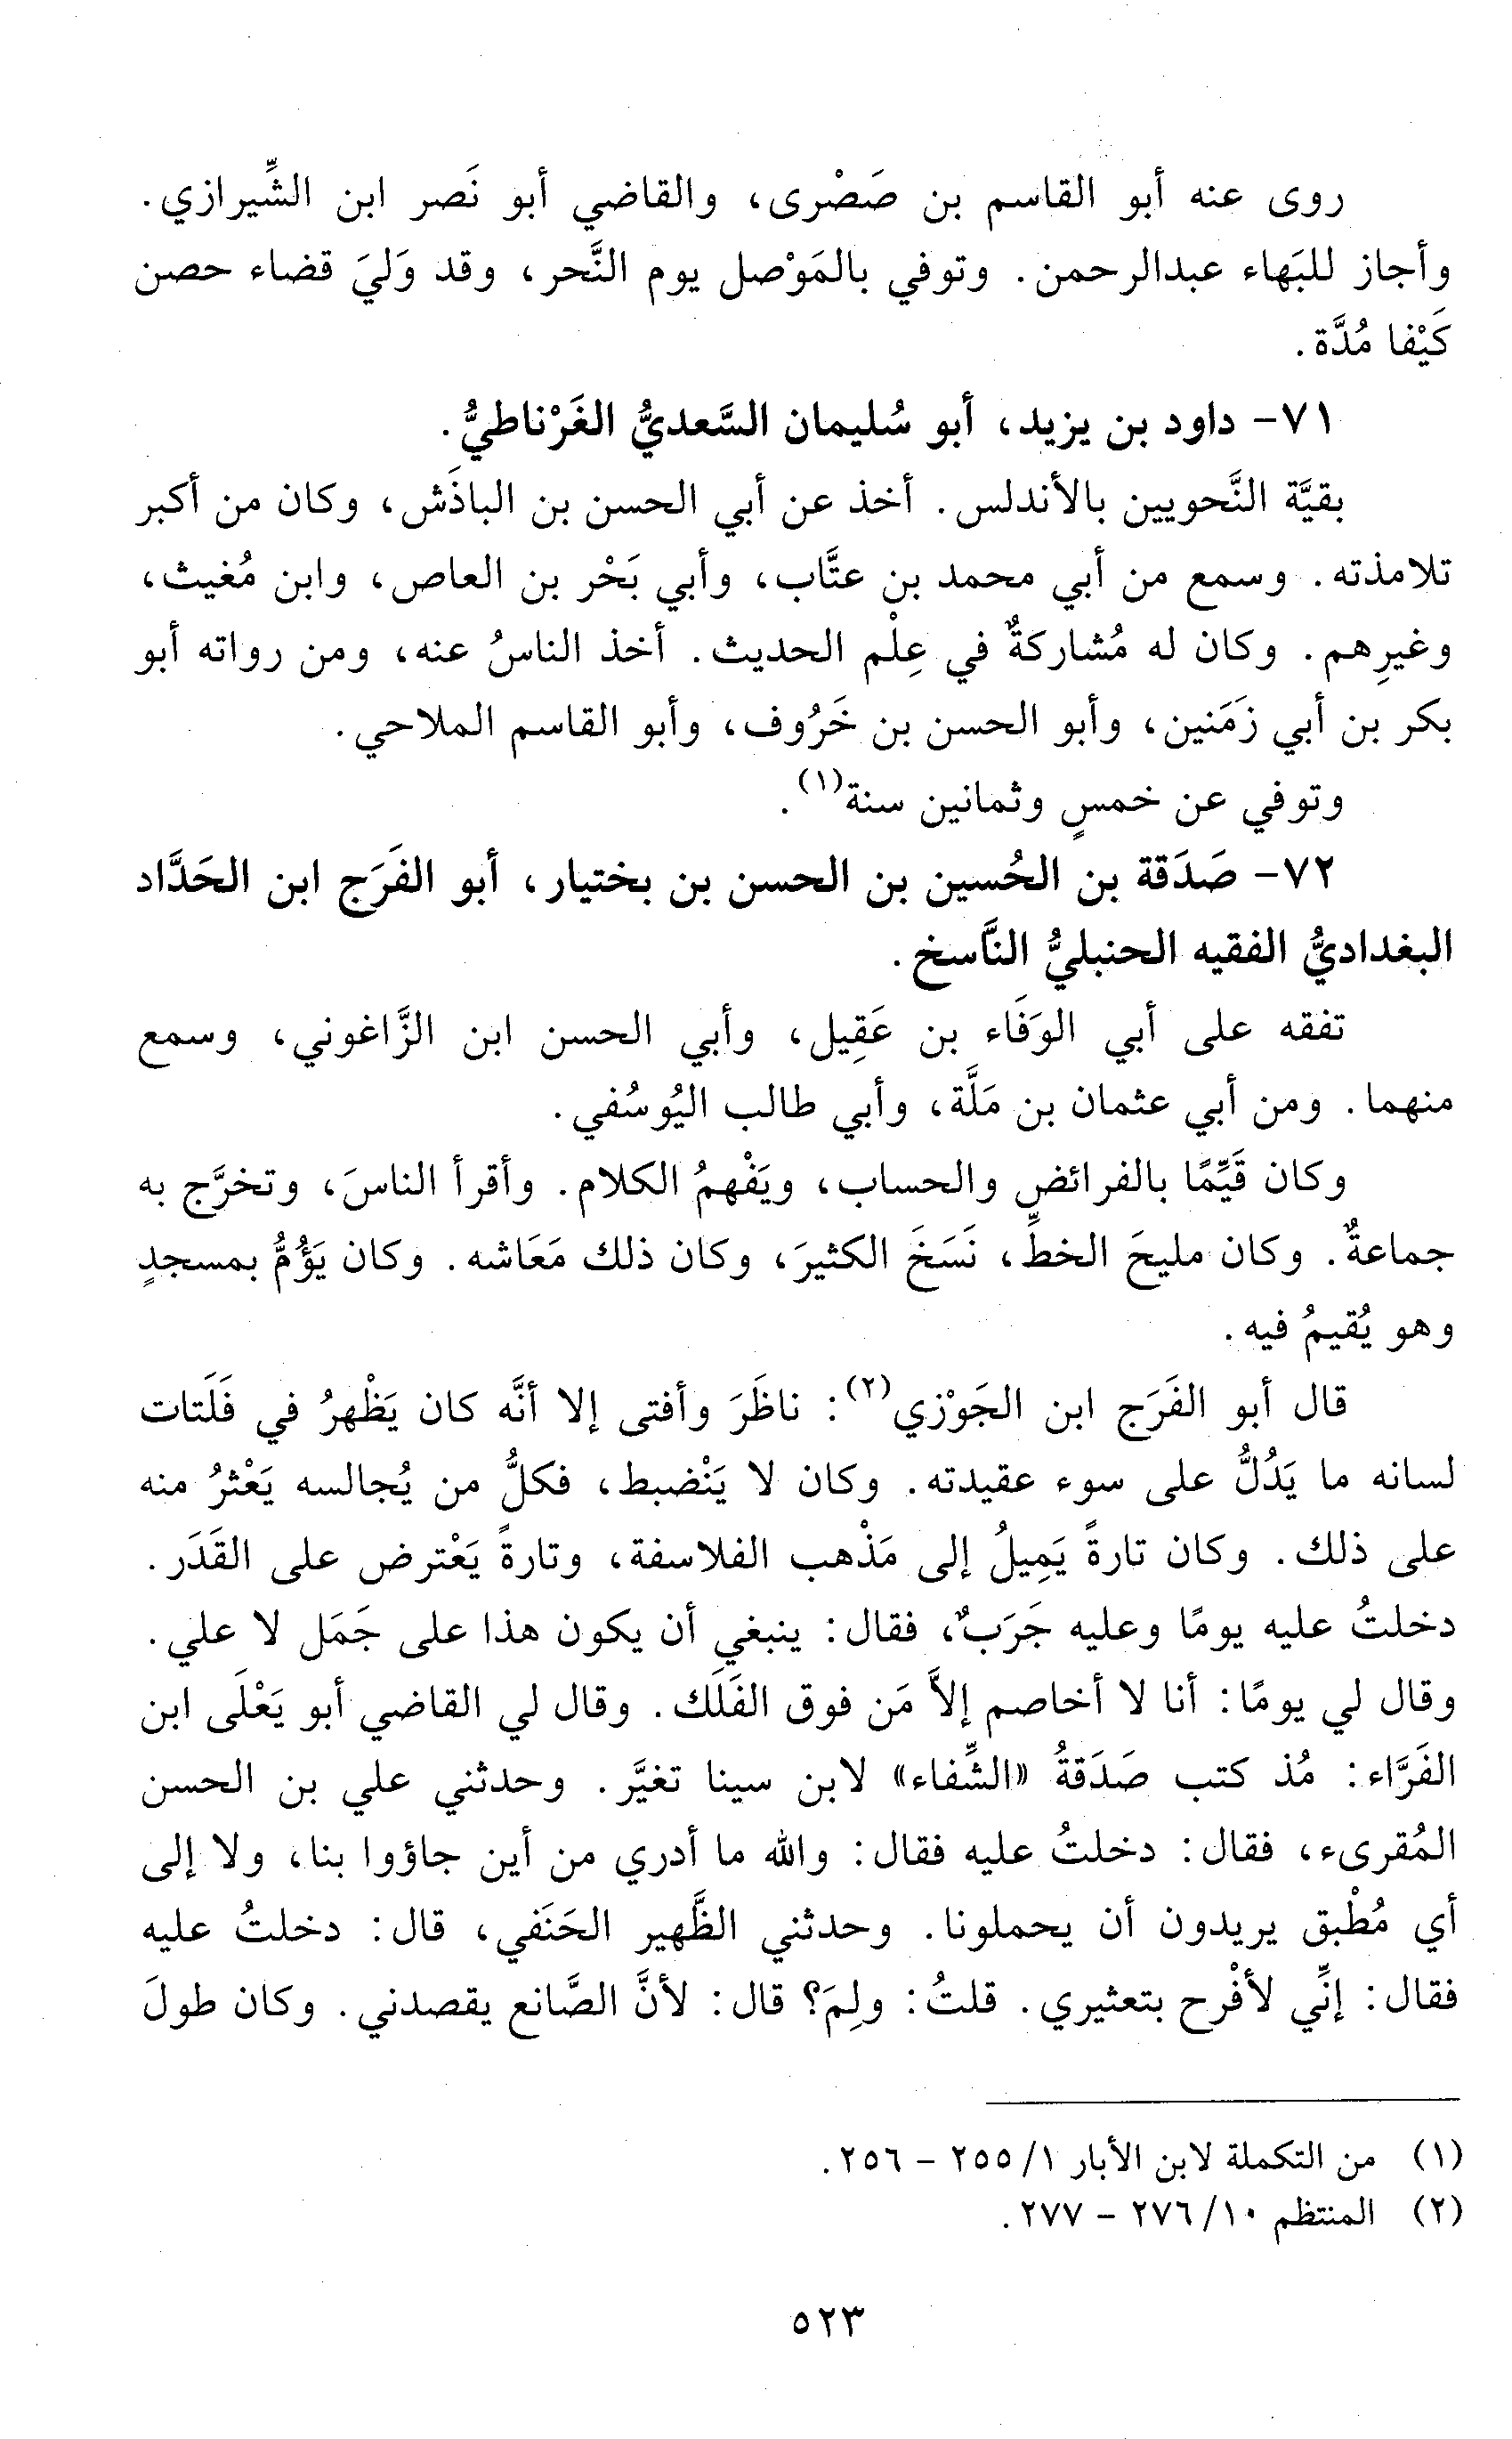 روى عنه أبو القاسم بن صَصْرى، والقاضي أبو نَصر ابن الشِّيرازي.
وأجاز للبَهاء عبدالرحمن. وتوفي بالمَوْصل يوم النَّحر، وقد وَليَ قضاء حصن
كَيْفا مُدَّة.
٧١- داود بن يزيد، أبو سُليمان السَّعديُّ الغَرْناطيُّ.
بقيَّة النَّحويين بالأندلس. أخذ عن أبي الحسن بن الباذَش، وكان من أكبر
تلامذته. وسمع من أبي محمد بن عتَّاب، وأبي بَحْر بن العاص، وابن مُغيث،
وغيرِهم. وكان له مُشاركةٌ في عِلْم الحديث. أخذ الناسُ عنه، ومن رواته أبو
بكر بن أبي زَمَنين، وأبو الحسن بن خَرُوف، وأبو القاسم الملاحي.
وتوفي عن خمسٍ وثمانين سنة(١).
٧٢- صَدَقة بن الحُسين بن الحسن بن بختيار، أبو الفَرَج ابن الحَدَّاد
البغداديُّ الفقيه الحنبليُّ النَّاسخ.
تفقه على أبي الوَفَاء بن عَقِيل، وأبي الحسن ابن الزَّاغوني، وسمع
منهما. ومن أبي عثمان بن مَلَّة، وأبي طالب اليُوسُفي.
وكان قَيِّمًا بالفرائض والحساب، ويَفْهمُ الكلام. وأقرأ الناسَ، وتخرَّج به
جماعةٌ. وكان مليحَ الخطِّ، نَسَخَ الكثيرَ، وكان ذلك مَعَاشه. وكان يَؤُمُّ بمسجدٍ
وهو يُقيمُ فيه.
قال أبو الفَرَج ابن الجَوْزي(٢): ناظَرَ وأفتى إلا أنَّه كان يَظْهرُ في فَلَتات
لسانه ما يَدُلُّ على سوء عقيدته. وكان لا يَنْضبط، فكلُّ من يُجالسه يَعْثرُ منه
على ذلك. وكان تارةً يَمِيلُ إلى مَذْهب الفلاسفة، وتارةً يَعْترض على القَدَر.
دخلتُ عليه يومًا وعليه جَرَبٌ، فقال: ينبغي أن يكون هذا على جَمَل لا علي.
وقال لي يومًا: أنا لا أخاصم إلاَّ مَن فوق الفَلَك. وقال لي القاضي أبو يَعْلَى ابن
الفَرَّاء: مُذ كتب صَدَقةُ «الشِّفاء» لابن سينا تغيَّر. وحدثني علي بن الحسن
المُقرىء، فقال: دخلتُ عليه فقال: والله ما أدري من أين جاؤوا بنا، ولا إلى
أي مُطْبق يريدون أن يحملونا. وحدثني الظَّهير الحَنَفي، قال: دخلتُ عليه
فقال: إنِّي لأفْرح بتعثيري. قلتُ: ولِمَ؟ قال: لأنَّ الصَّانع يقصدني. وكان طولَ
(١) من التكملة لابن الأبار ١/ ٢٥٥ - ٢٥٦.
(٢) المنتظم ١٠/ ٢٧٦ - ٢٧٧.
٥٢٣